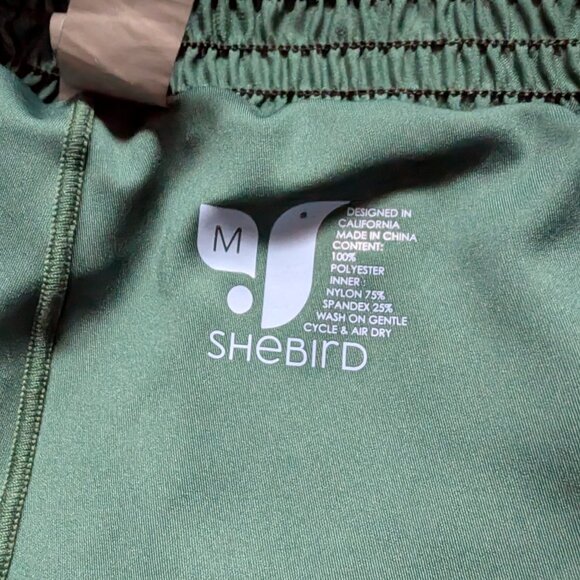 M
DESIGNED IN
CALIFORNIA
MADE IN CHINA
CONTENT:
100%
POLYESTER
INNER:
NYLON 75%
SPANDEX 25%
WASH ON GENTLE
CYCLE & AIR DRY
SHeBIrD